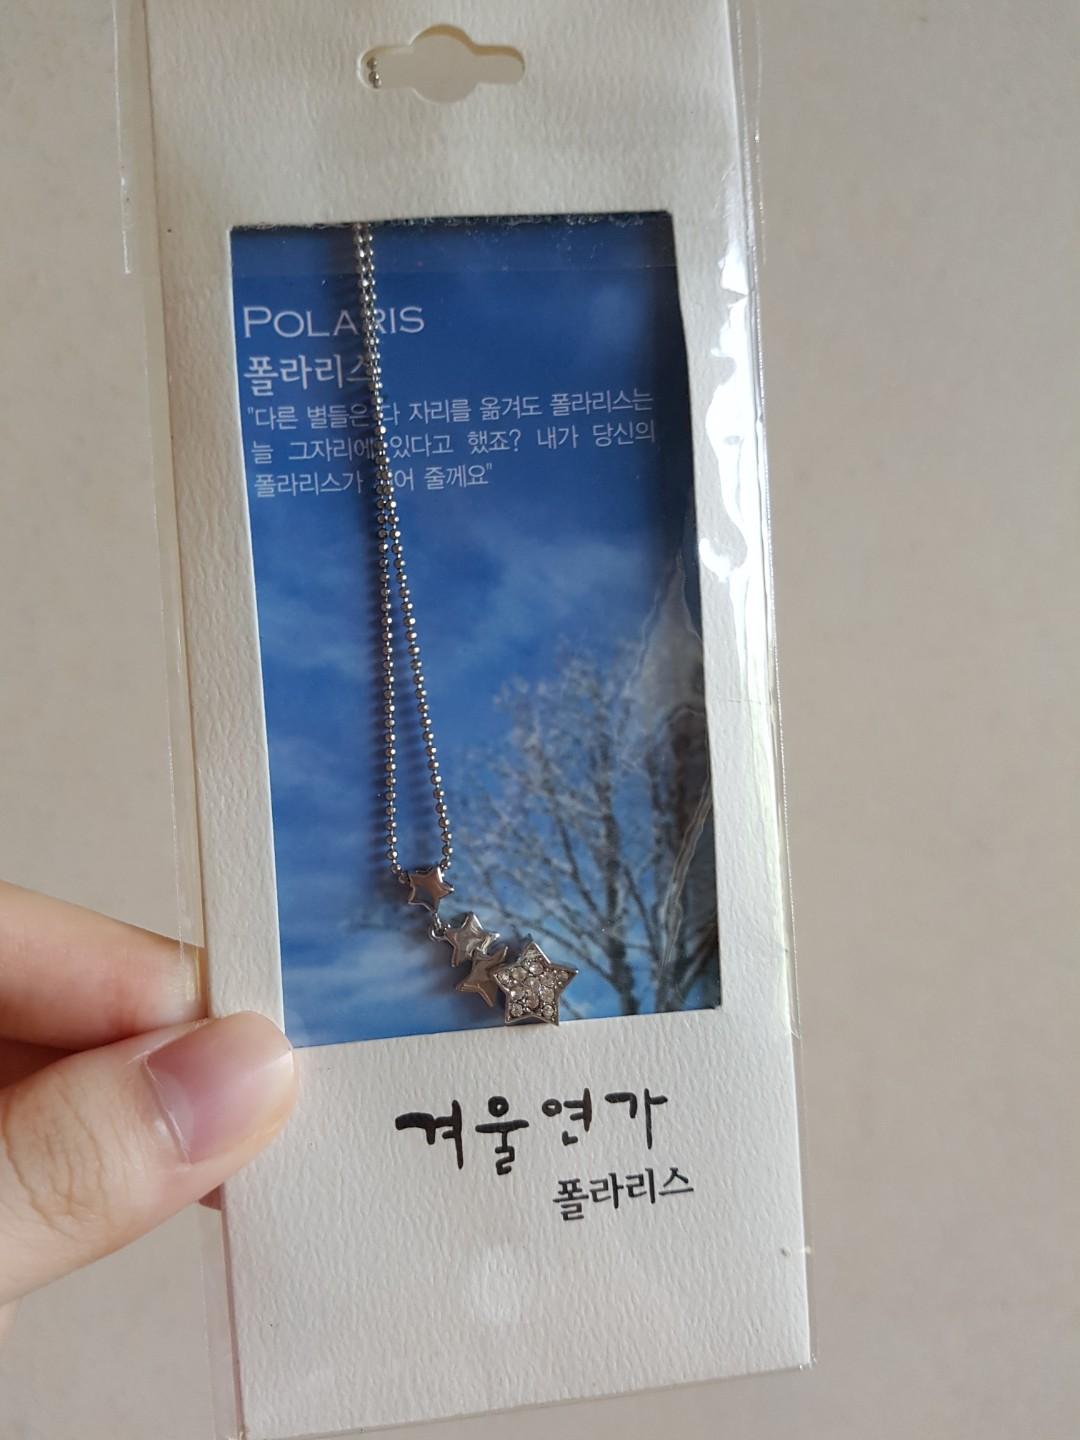 POLARIS
폴라리스
"다른 별들은 다 자리를 옮겨도 폴라리스는
늘 그자리에 있다고 했죠? 내가 당신의
폴라리스가 어 줄께요"
겨울연가
폴라리스